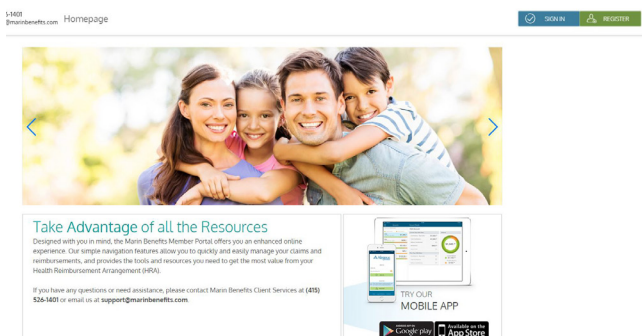 5-1401
@marinbenefits.com
Homepage
SIGN IN
REGISTER
Take Advantage of all the Resources
Designed with you in mind, the Marin Benefits Member Portal offers you an enhanced online
experience. Our simple navigation features allow you to quickly and easily manage your claims and
reimbursements, and provides the tools and resources you need to get the most value from your
Health Reimbursement Arrangement (HRA).
If you have any questions or need assistance, please contact Marin Benefits Client Services at (415)
526-1401 or email us at support@marinbenefits.com.
TRY OUR
MOBILE APP
Google play
Available on the
App Store